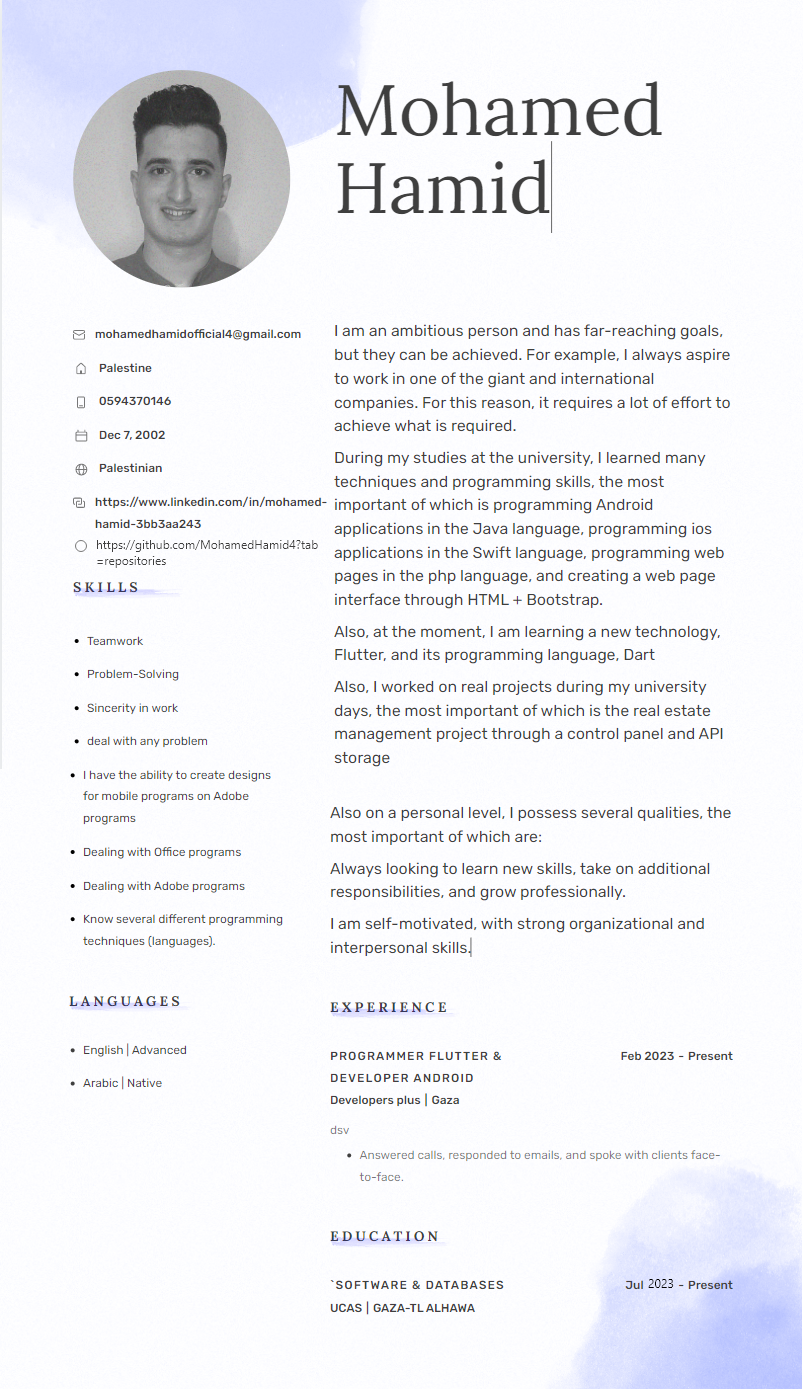 Mohamed
Hamid
mohamedhamidofficial4@gmail.com
Palestine
0594370146
Dec 7, 2002
Palestinian
https://www.linkedin.com/in/mohamed-
hamid-3bb3aa243
https://github.com/MohamedHamid4?tab
=repositories
SKILLS
Teamwork
Problem-Solving
Sincerity in work
deal with any problem
I have the ability to create designs
for mobile programs on Adobe
programs
Dealing with Office programs
Dealing with Adobe programs
Know several different programming
techniques (languages).
LANGUAGES
English | Advanced
Arabic | Native
I am an ambitious person and has far-reaching goals,
but they can be achieved. For example, I always aspire
to work in one of the giant and international
companies. For this reason, it requires a lot of effort to
achieve what is required.
During my studies at the university, I learned many
techniques and programming skills, the most
important of which is programming Android
applications in the Java language, programming ios
applications in the Swift language, programming web
pages in the php language, and creating a web page
interface through HTML + Bootstrap.
Also, at the moment, I am learning a new technology,
Flutter, and its programming language, Dart
Also, I worked on real projects during my university
days, the most important of which is the real estate
management project through a control panel and API
storage
Also on a personal level, I possess several qualities, the
most important of which are:
Always looking to learn new skills, take on additional
responsibilities, and grow professionally.
I am self-motivated, with strong organizational and
interpersonal skills.
EXPERIENCE
PROGRAMMER FLUTTER & Feb 2023 - Present
DEVELOPER ANDROID
Developers plus | Gaza
dsv
Answered calls, responded to emails, and spoke with clients face-
to-face.
EDUCATION
`SOFTWARE & DATABASES Jul 2023 - Present
UCAS | GAZA-TL ALHAWA